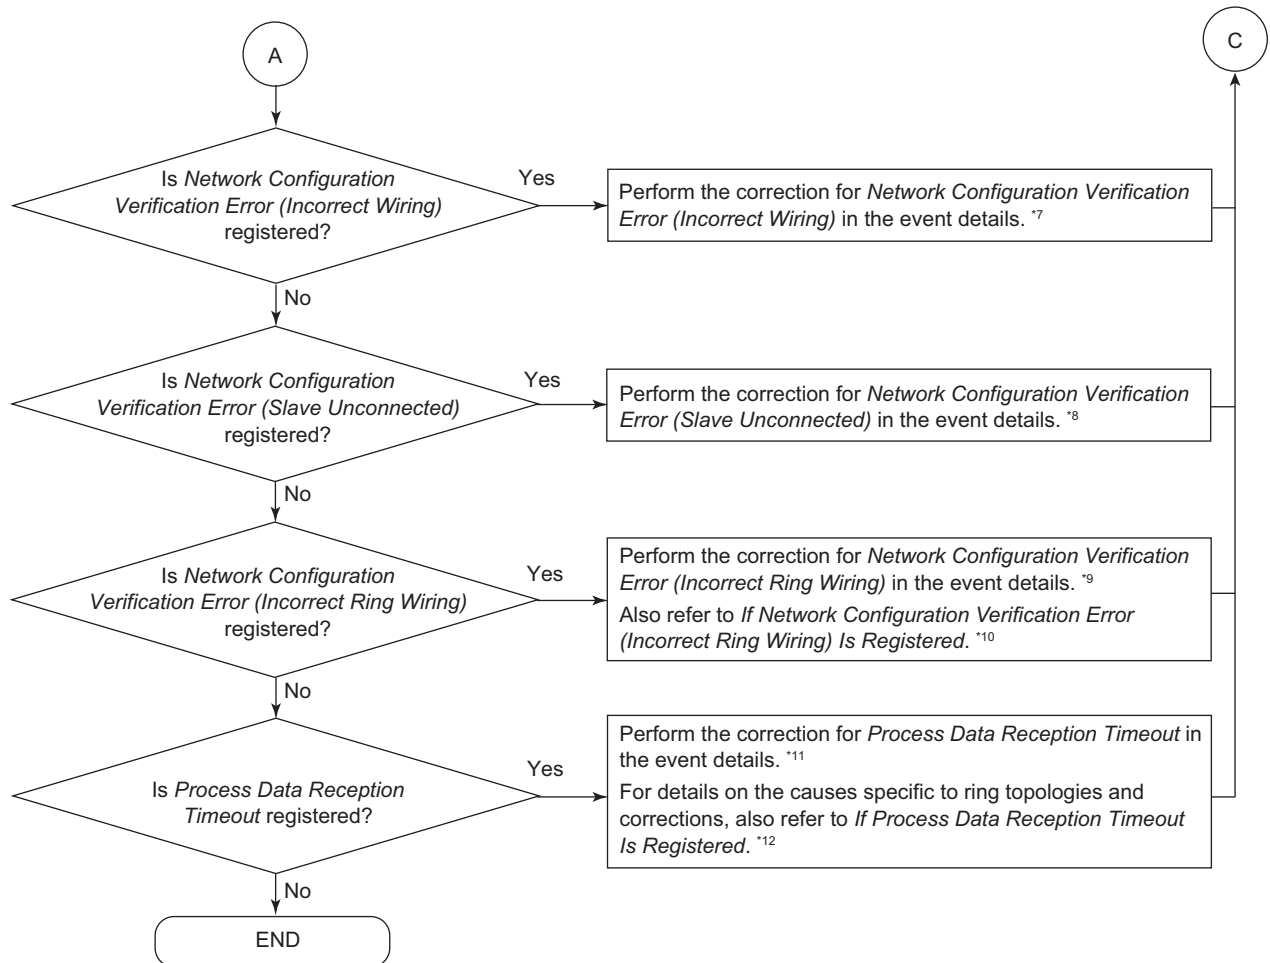 A
C
Is Network Configuration
Verification Error (Incorrect Wiring)
registered?
Yes
Perform the correction for Network Configuration Verification
Error (Incorrect Wiring) in the event details. *7
No
Is Network Configuration
Verification Error (Slave Unconnected)
registered?
Yes
Perform the correction for Network Configuration Verification
Error (Slave Unconnected) in the event details. *8
No
Is Network Configuration
Verification Error (Incorrect Ring Wiring)
registered?
Yes
Perform the correction for Network Configuration Verification
Error (Incorrect Ring Wiring) in the event details. *9
Also refer to If Network Configuration Verification Error
(Incorrect Ring Wiring) Is Registered. *10
No
Is Process Data Reception
Timeout registered?
Yes
Perform the correction for Process Data Reception Timeout in
the event details. *11
For details on the causes specific to ring topologies and
corrections, also refer to If Process Data Reception Timeout
Is Registered. *12
No
END